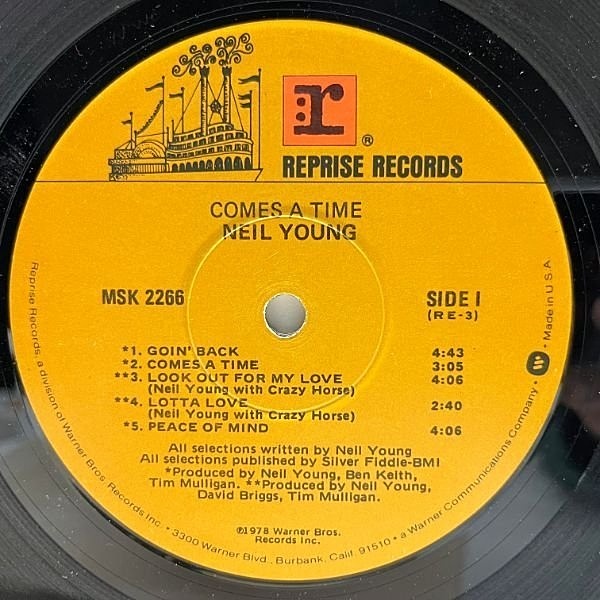 r ®
REPRISE RECORDS
COMES A TIME
NEIL YOUNG
MSK 2266
SIDE 1
(RE-3)
*1. GOIN' BACK 4:43
*2. COMES A TIME 3:05
**3. LOOK OUT FOR MY LOVE 4:06
(Neil Young with Crazy Horse)
**4. LOTTA LOVE 2:40
(Neil Young with Crazy Horse)
*5. PEACE OF MIND 4:06
All selections written by Neil Young
All selections published by Silver Fiddle-BMI
*Produced by Neil Young, Ben Keith,
Tim Mulligan. **Produced by Neil Young,
David Briggs, Tim Mulligan.
℗1978 Warner Bros.
Records Inc.
Reprise Records, a division of Warner Bros. Records Inc • 3300 Warner Blvd., Burbank, Calif. 91510 • a Warner Communications Company • W • Made in U.S.A.